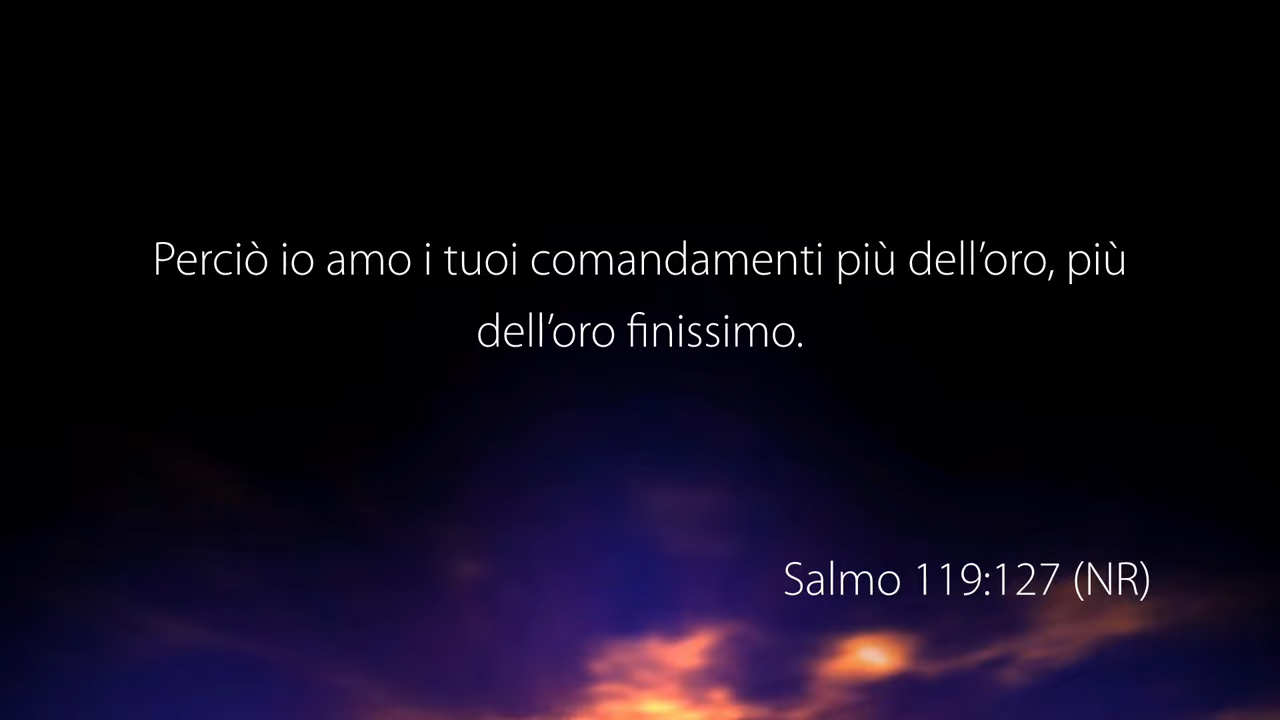 Perciò io amo i tuoi comandamenti più dell’oro, più
dell’oro finissimo.
Salmo 119:127 (NR)